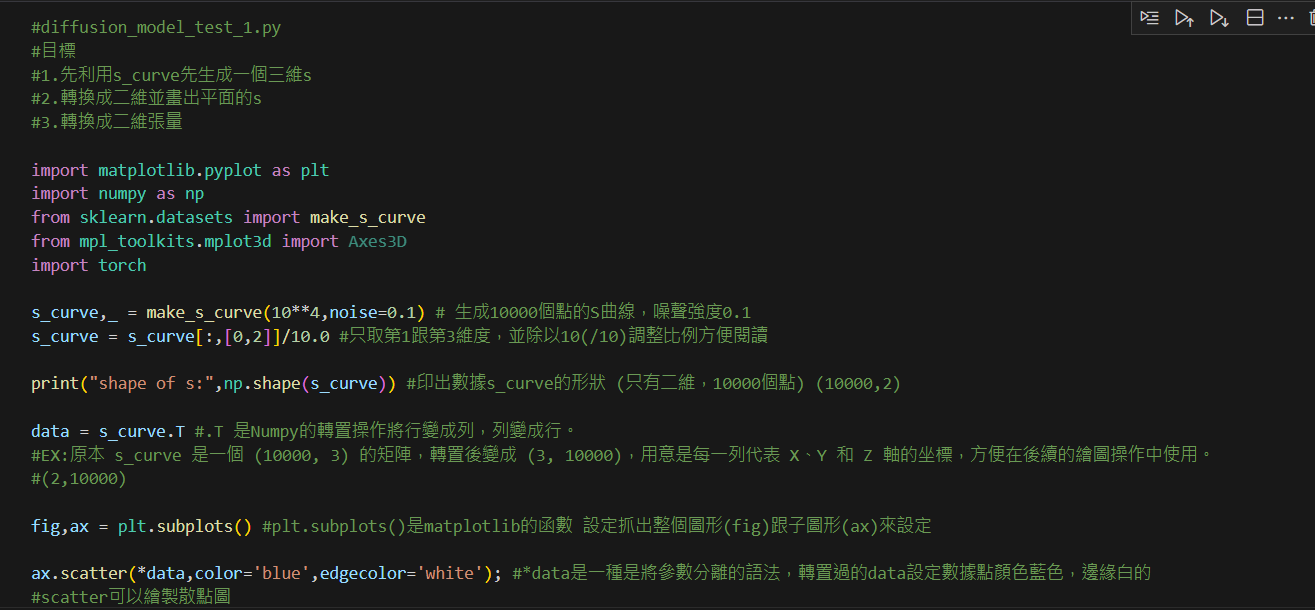 #diffusion_model_test_1.py
#目標
#1.先利用s_curve先生成一個三維s
#2.轉換成二維並畫出平面的s
#3.轉換成二維張量
import matplotlib.pyplot as plt
import numpy as np
from sklearn.datasets import make_s_curve
from mpl_toolkits.mplot3d import Axes3D
import torch
s_curve,_ = make_s_curve(10**4,noise=0.1) # 生成10000個點的S曲線，噪聲強度0.1
s_curve = s_curve[:,[0,2]]/10.0 #只取第1跟第3維度，並除以10(/10)調整比例方便閱讀
print("shape of s:",np.shape(s_curve)) #印出數據s_curve的形狀 (只有二維，10000個點) (10000,2)
data = s_curve.T #.T 是Numpy的轉置操作將行變成列，列變成行。
#EX:原本 s_curve 是一個 (10000, 3) 的矩陣，轉置後變成 (3, 10000)，用意是每一列代表 X、Y 和 Z 軸的坐標，方便在後續的繪圖操作中使用。
#(2,10000)
fig,ax = plt.subplots() #plt.subplots()是matplotlib的函數 設定抓出整個圖形(fig)跟子圖形(ax)來設定
ax.scatter(*data,color='blue',edgecolor='white'); #*data是一種是將參數分離的語法，轉置過的data設定數據點顏色藍色，邊緣白的
#scatter可以繪製散點圖